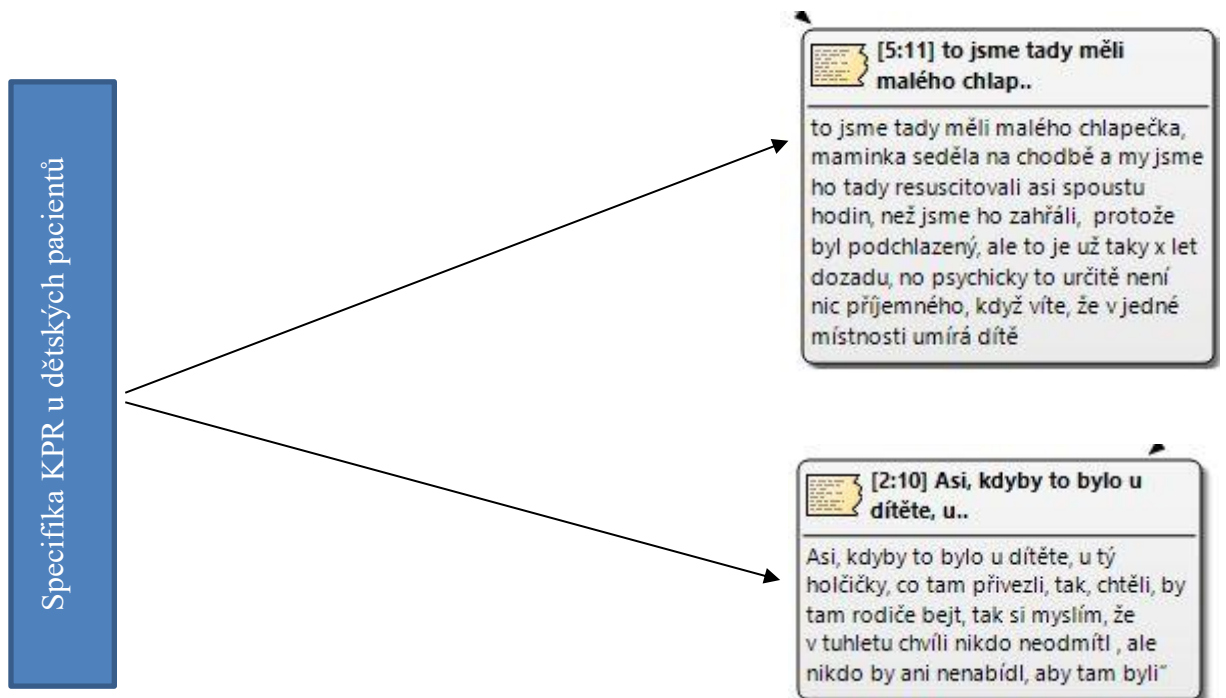 Specifika KPR u dětských pacientů
[5:11] to jsme tady měli
malého chlap..
to jsme tady měli malého chlapečka,
maminka seděla na chodbě a my jsme
ho tady resuscitovali asi spoustu
hodin, než jsme ho zahřáli, protože
byl podchlazený, ale to je už taky x let
dozadu, no psychicky to určitě není
nic příjemného, když víte, že v jedné
místnosti umírá dítě
[2:10] Asi, kdyby to bylo u
dítěte, u..
Asi, kdyby to bylo u dítěte, u tý
holčičky, co tam přivezli, tak, chtěli, by
tam rodiče bejt, tak si myslím, že
v tuhletu chvíli nikdo neodmítl , ale
nikdo by ani nenabídl, aby tam byli“